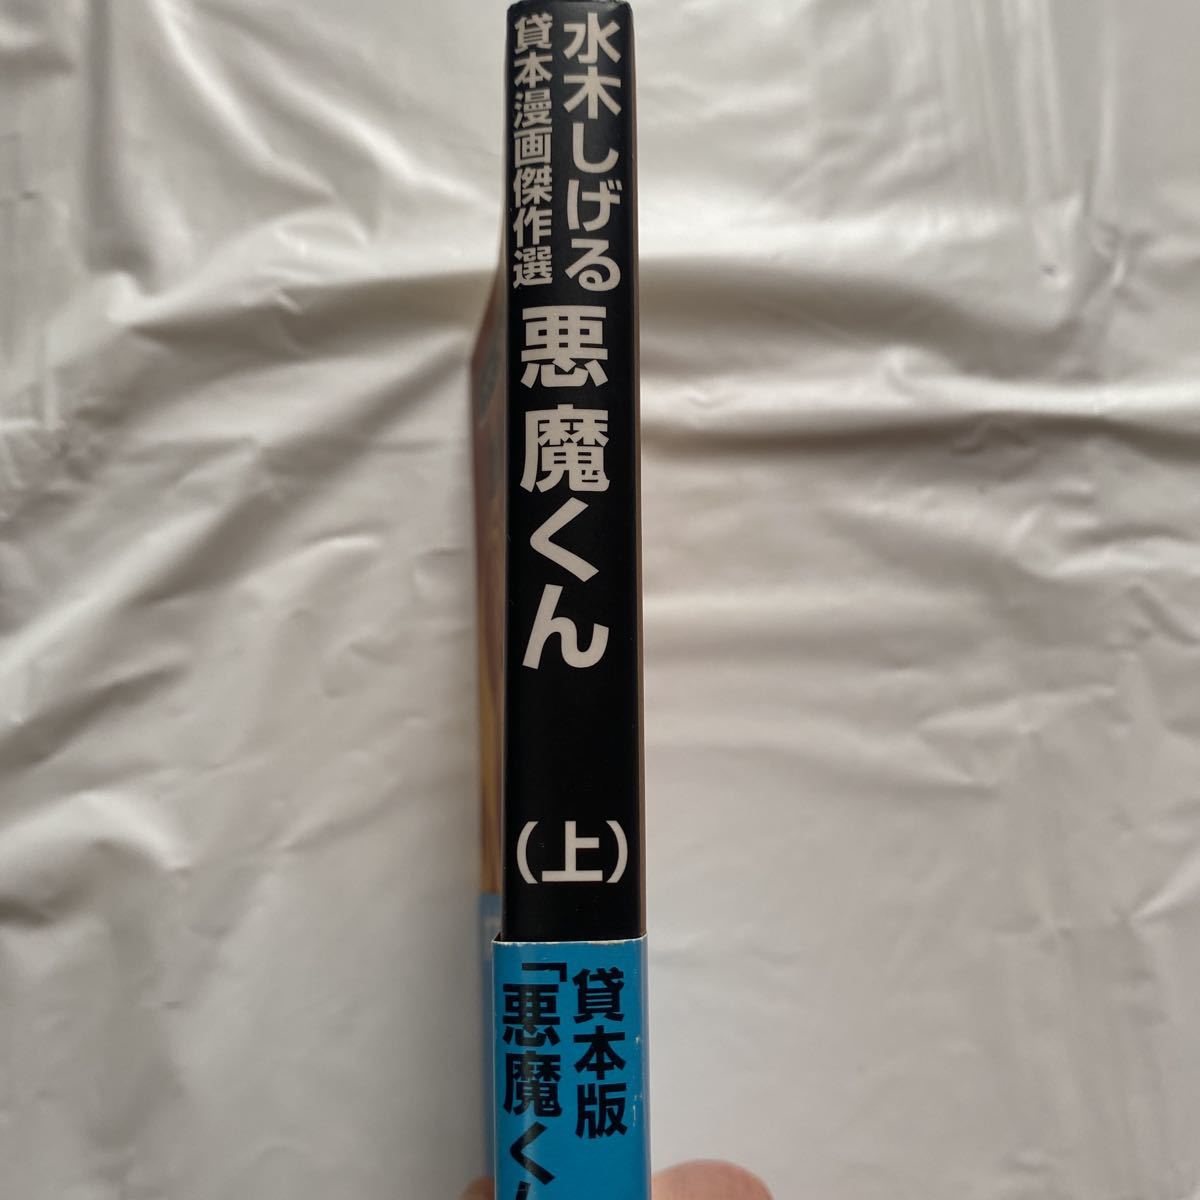 水木しげる
貸本漫画傑作選
悪魔くん
（上）
貸本版
「悪魔くん